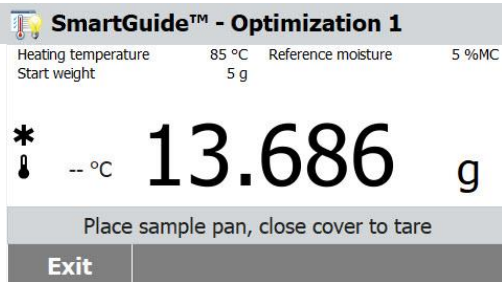 SmartGuide™ - Optimization 1
Heating temperature 85 °C Reference moisture 5 %MC
Start weight 5 g
-- °C 13.686 g
Place sample pan, close cover to tare
Exit